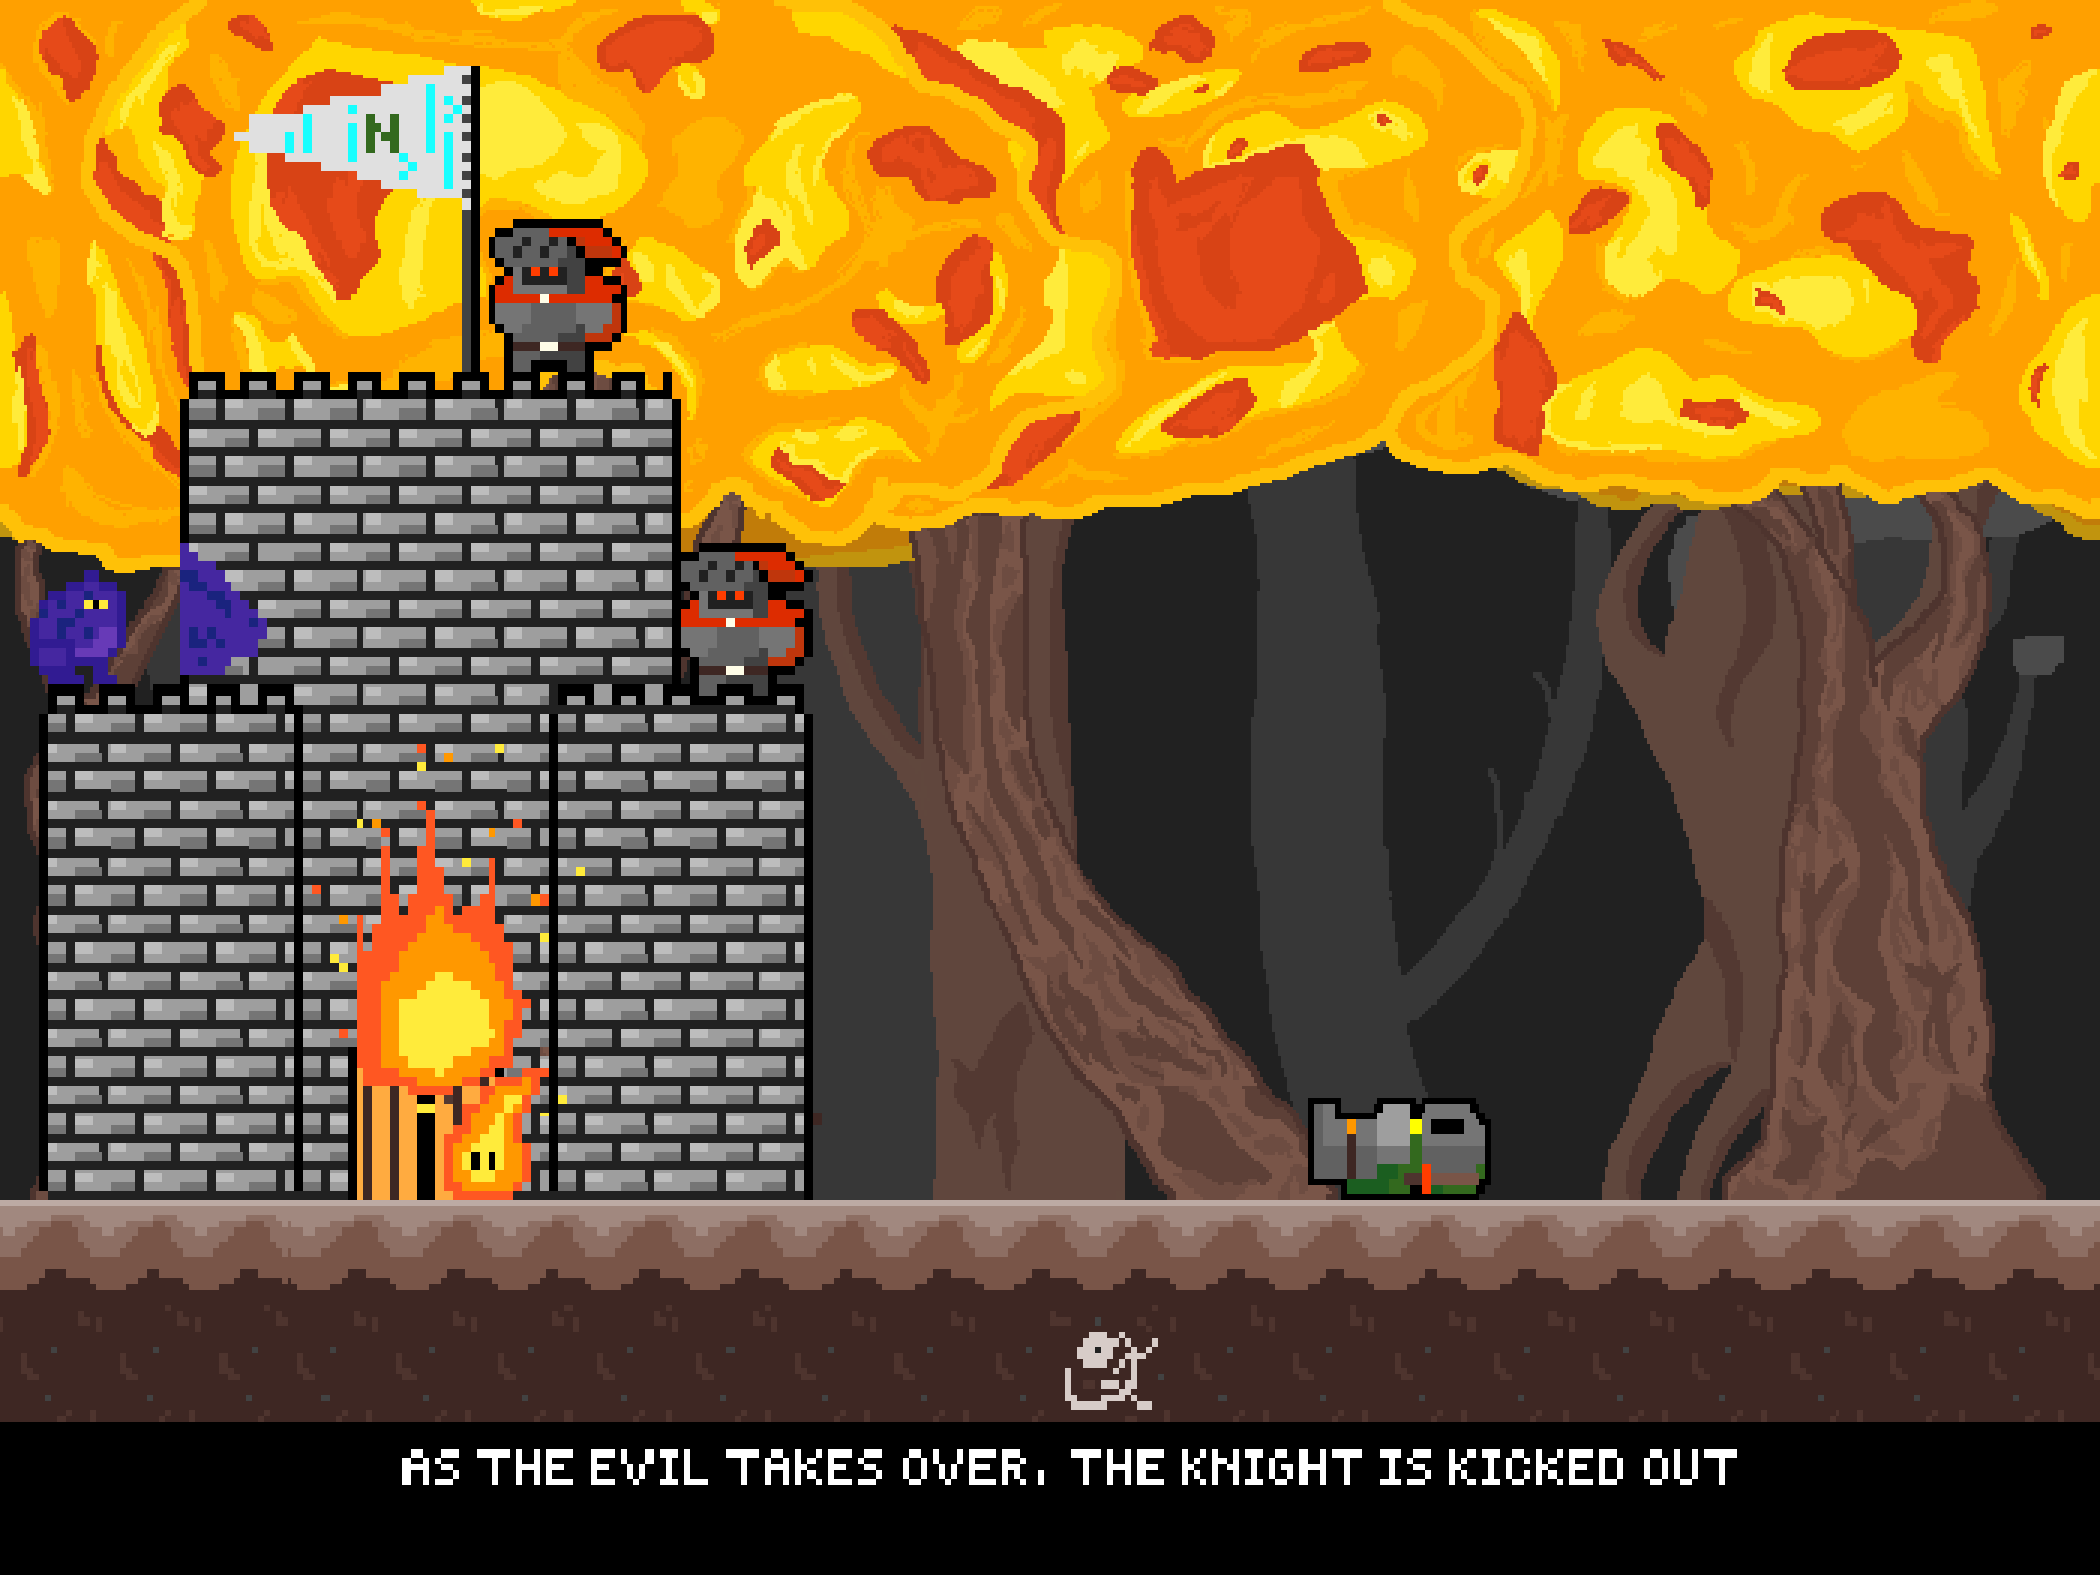 N
AS THE EVIL TAKES OVER, THE KNIGHT IS KICKED OUT